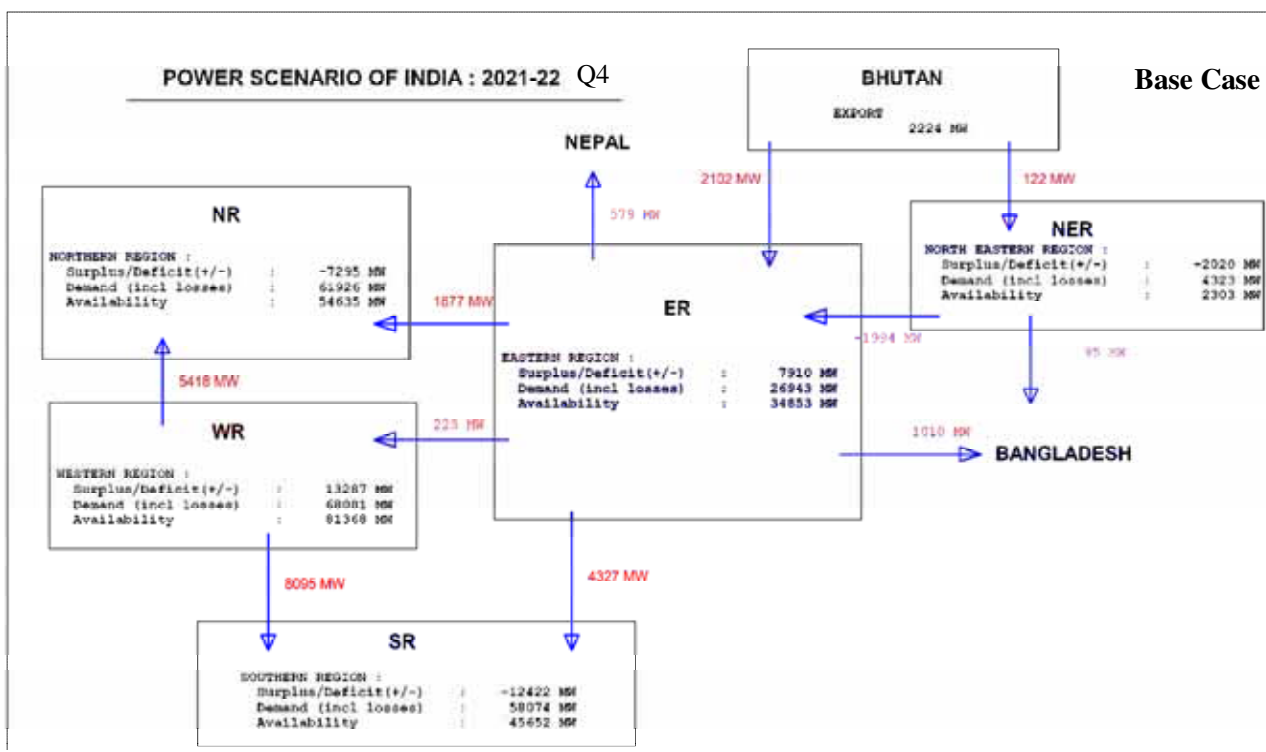 POWER SCENARIO OF INDIA : 2021-22 Q4
Base Case
BHUTAN
EXPORT
2224 MW
NEPAL
2102 MW
122 MW
579 MW
NR
NORTHERN REGION :
Surplus/Deficit(+/-) : -7295 MW
Demand (incl losses) : 61926 MW
Availability : 54635 MW
NER
NORTH EASTERN REGION :
Surplus/Deficit(+/-) : -2020 MW
Demand (incl losses) : 4323 MW
Availability : 2303 MW
1877 MW
ER
-1994 MW
95 MW
EASTERN REGION :
Surplus/Deficit(+/-) : 7910 MW
Demand (incl losses) : 26943 MW
Availability : 34853 MW
5418 MW
WR
223 MW
1010 MW
BANGLADESH
WESTERN REGION :
Surplus/Deficit(+/-) : 13287 MW
Demand (incl losses) : 68081 MW
Availability : 81368 MW
8095 MW
4327 MW
SR
SOUTHERN REGION :
Surplus/Deficit(+/-) : -12422 MW
Demand (incl losses) : 58074 MW
Availability : 45652 MW